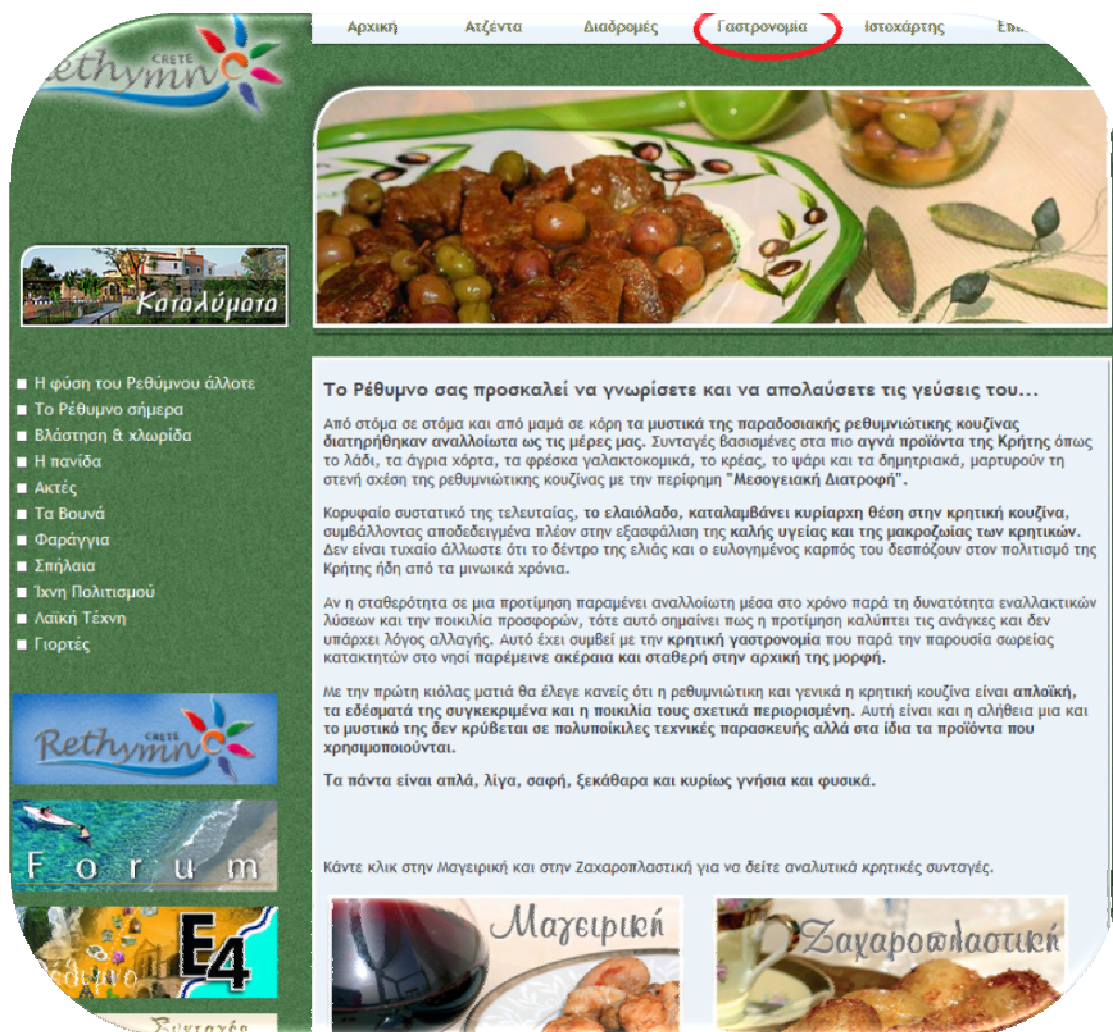 Αρχική Ατζέντα Διαδρομές Γαστρονομία Ιστοχάρτης
CRETE
Rethymno
Καταλύματα
Η φύση του Ρεθύμνου άλλοτε
Το Ρέθυμνο σήμερα
Βλάστηση & χλωρίδα
Η πανίδα
Ακτές
Τα Βουνά
Φαράγγια
Σπήλαια
Ίχνη Πολιτισμού
Λαϊκή Τέχνη
Γιορτές
CRETE
Rethymno
Forum
E4
Συνταγές
Το Ρέθυμνο σας προσκαλεί να γνωρίσετε και να απολαύσετε τις γεύσεις του...
Από στόμα σε στόμα και από μαμά σε κόρη τα μυστικά της παραδοσιακής ρεθυμνιώτικης κουζίνας
διατηρήθηκαν αναλλοίωτα ως τις μέρες μας. Συνταγές βασισμένες στα πιο αγνά προϊόντα της Κρήτης όπως
το λάδι, τα άγρια χόρτα, τα φρέσκα γαλακτοκομικά, το κρέας, το ψάρι και τα δημητριακά, μαρτυρούν τη
στενή σχέση της ρεθυμνιώτικης κουζίνας με την περίφημη "Μεσογειακή Διατροφή".
Κορυφαίο συστατικό της τελευταίας, το ελαιόλαδο, καταλαμβάνει κυρίαρχη θέση στην κρητική κουζίνα,
συμβάλλοντας αποδεδειγμένα πλέον στην εξασφάλιση της καλής υγείας και της μακροζωίας των κρητικών.
Δεν είναι τυχαίο άλλωστε ότι το δέντρο της ελιάς και ο ευλογημένος καρπός του δεσπόζουν στον πολιτισμό της
Κρήτης ήδη από τα μινωικά χρόνια.
Αν η σταθερότητα σε μια προτίμηση παραμένει αναλλοίωτη μέσα στο χρόνο παρά τη δυνατότητα εναλλακτικών
λύσεων και την ποικιλία προσφορών, τότε αυτό σημαίνει πως η προτίμηση καλύπτει τις ανάγκες και δεν
υπάρχει λόγος αλλαγής. Αυτό έχει συμβεί με την κρητική γαστρονομία που παρά την παρουσία σωρείας
κατακτητών στο νησί παρέμεινε ακέραια και σταθερή στην αρχική της μορφή.
Με την πρώτη κιόλας ματιά θα έλεγε κανείς ότι η ρεθυμνιώτικη και γενικά η κρητική κουζίνα είναι απλοϊκή,
τα εδέσματά της συγκεκριμένα και η ποικιλία τους σχετικά περιορισμένη. Αυτή είναι και η αλήθεια μια και
το μυστικό της δεν κρύβεται σε πολυποίκιλες τεχνικές παρασκευής αλλά στα ίδια τα προϊόντα που
χρησιμοποιούνται.
Τα πάντα είναι απλά, λίγα, σαφή, ξεκάθαρα και κυρίως γνήσια και φυσικά.
Κάντε κλικ στην Μαγειρική και στην Ζαχαροπλαστική για να δείτε αναλυτικά κρητικές συνταγές.
Μαγειρική
Ζαχαροπλαστική